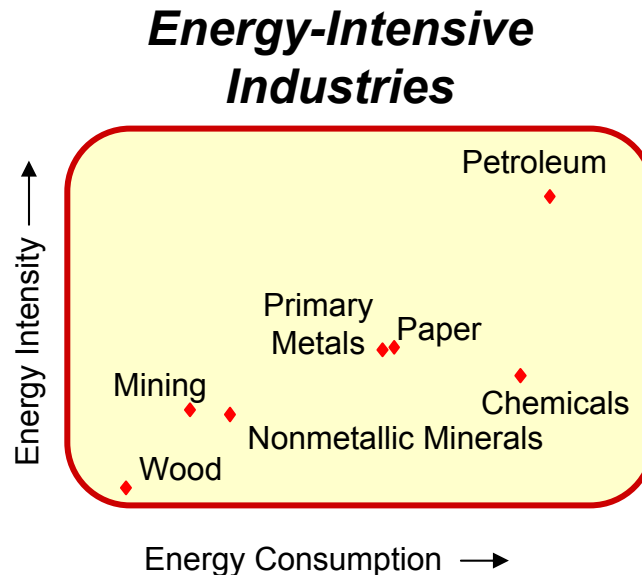 Energy-Intensive
Industries
Petroleum
Primary
Metals
Paper
Mining
Chemicals
Nonmetallic Minerals
Wood
Energy Intensity
Energy Consumption